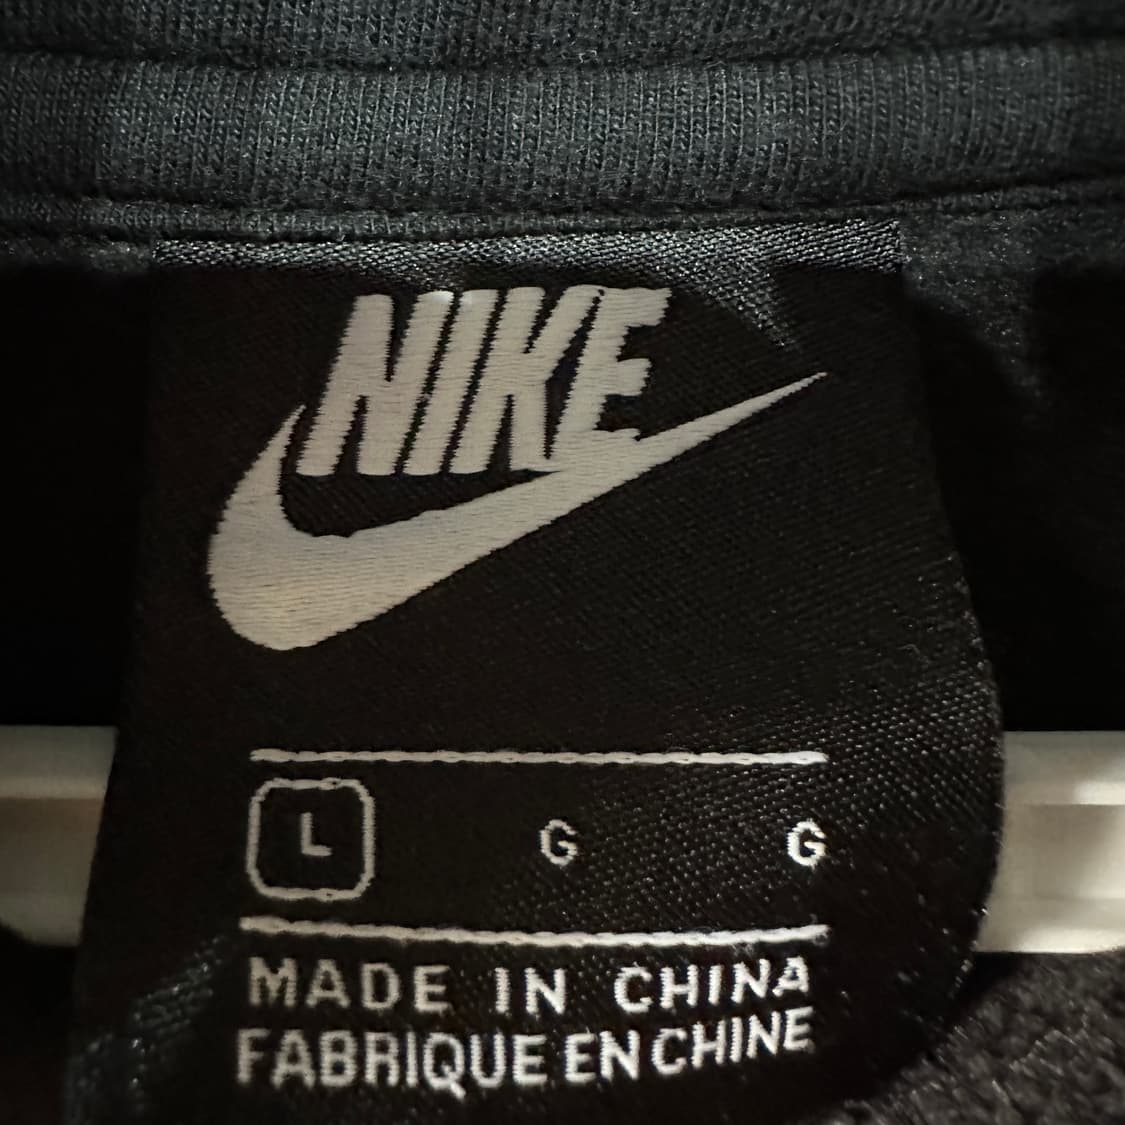 NIKE
L G G
MADE IN CHINA
FABRIQUE EN CHINE